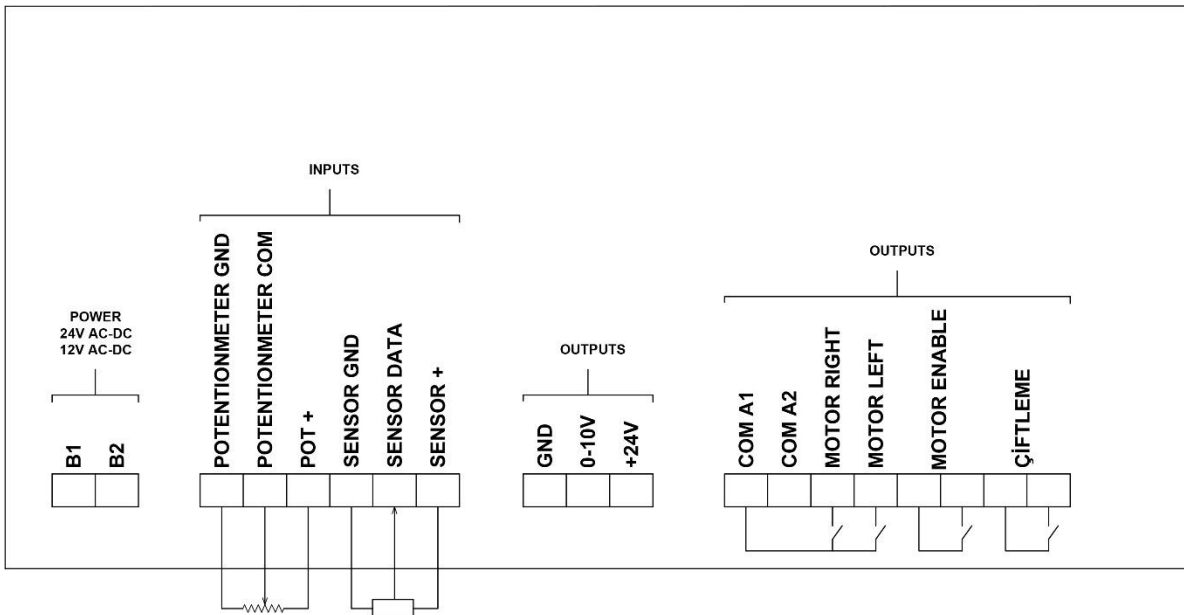 INPUTS
OUTPUTS
POWER
24V AC-DC
12V AC-DC
OUTPUTS
B1
B2
POTENTIONMETER GND
POTENTIONMETER COM
POT +
SENSOR GND
SENSOR DATA
SENSOR +
GND
0-10V
+24V
COM A1
COM A2
MOTOR RIGHT
MOTOR LEFT
MOTOR ENABLE
ÇİFTLEME